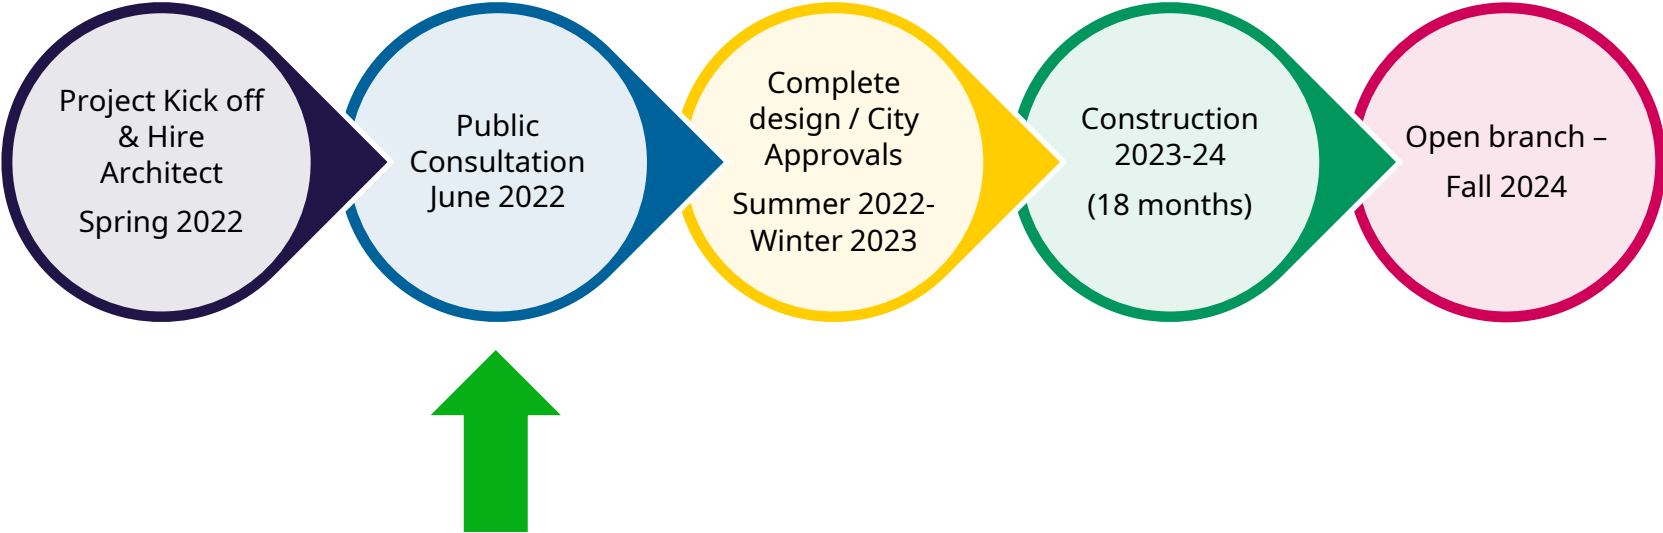 Project Kick off
& Hire
Architect
Spring 2022
Public
Consultation
June 2022
Complete
design / City
Approvals
Summer 2022-
Winter 2023
Construction
2023-24
(18 months)
Open branch –
Fall 2024